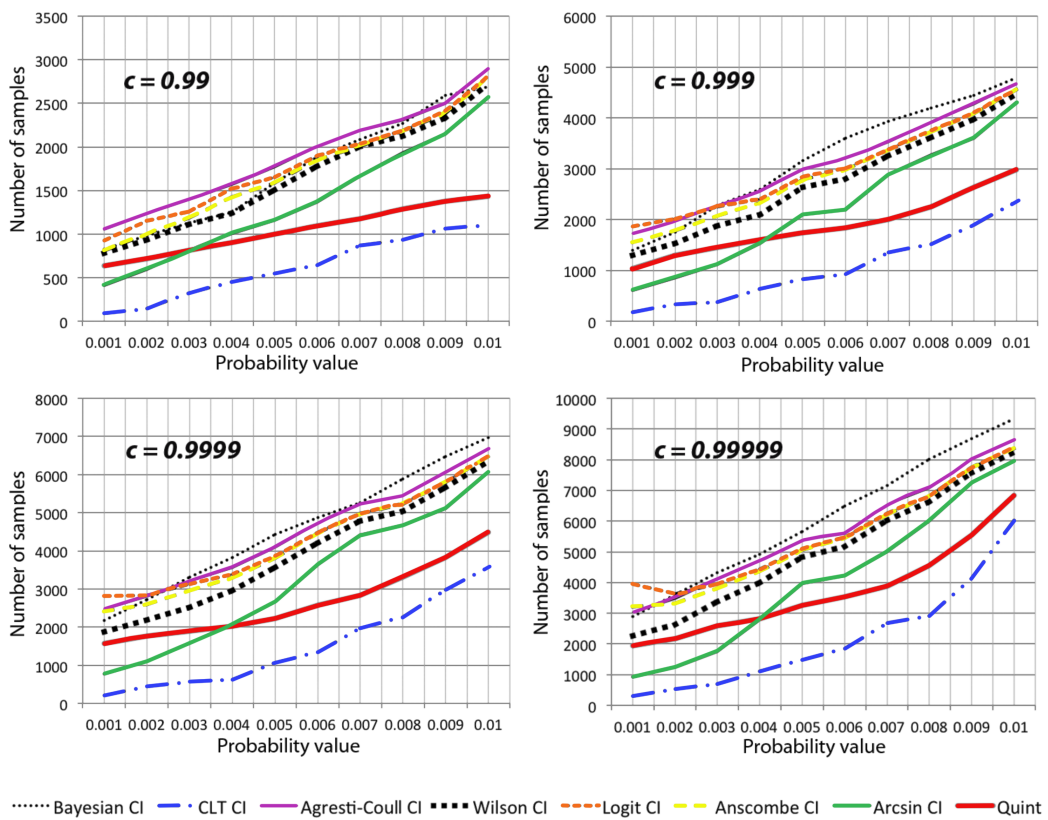 c = 0.99
Number of samples
3500
3000
2500
2000
1500
1000
500
0
0.001 0.002 0.003 0.004 0.005 0.006 0.007 0.008 0.009 0.01
Probability value
c = 0.999
Number of samples
6000
5000
4000
3000
2000
1000
0
0.001 0.002 0.003 0.004 0.005 0.006 0.007 0.008 0.009 0.01
Probability value
c = 0.9999
Number of samples
8000
7000
6000
5000
4000
3000
2000
1000
0
0.001 0.002 0.003 0.004 0.005 0.006 0.007 0.008 0.009 0.01
Probability value
c = 0.99999
Number of samples
10000
9000
8000
7000
6000
5000
4000
3000
2000
1000
0
0.001 0.002 0.003 0.004 0.005 0.006 0.007 0.008 0.009 0.01
Probability value
Bayesian CI CLT CI Agresti-Coull CI Wilson CI Logit CI Anscombe CI Arcsin CI Quint